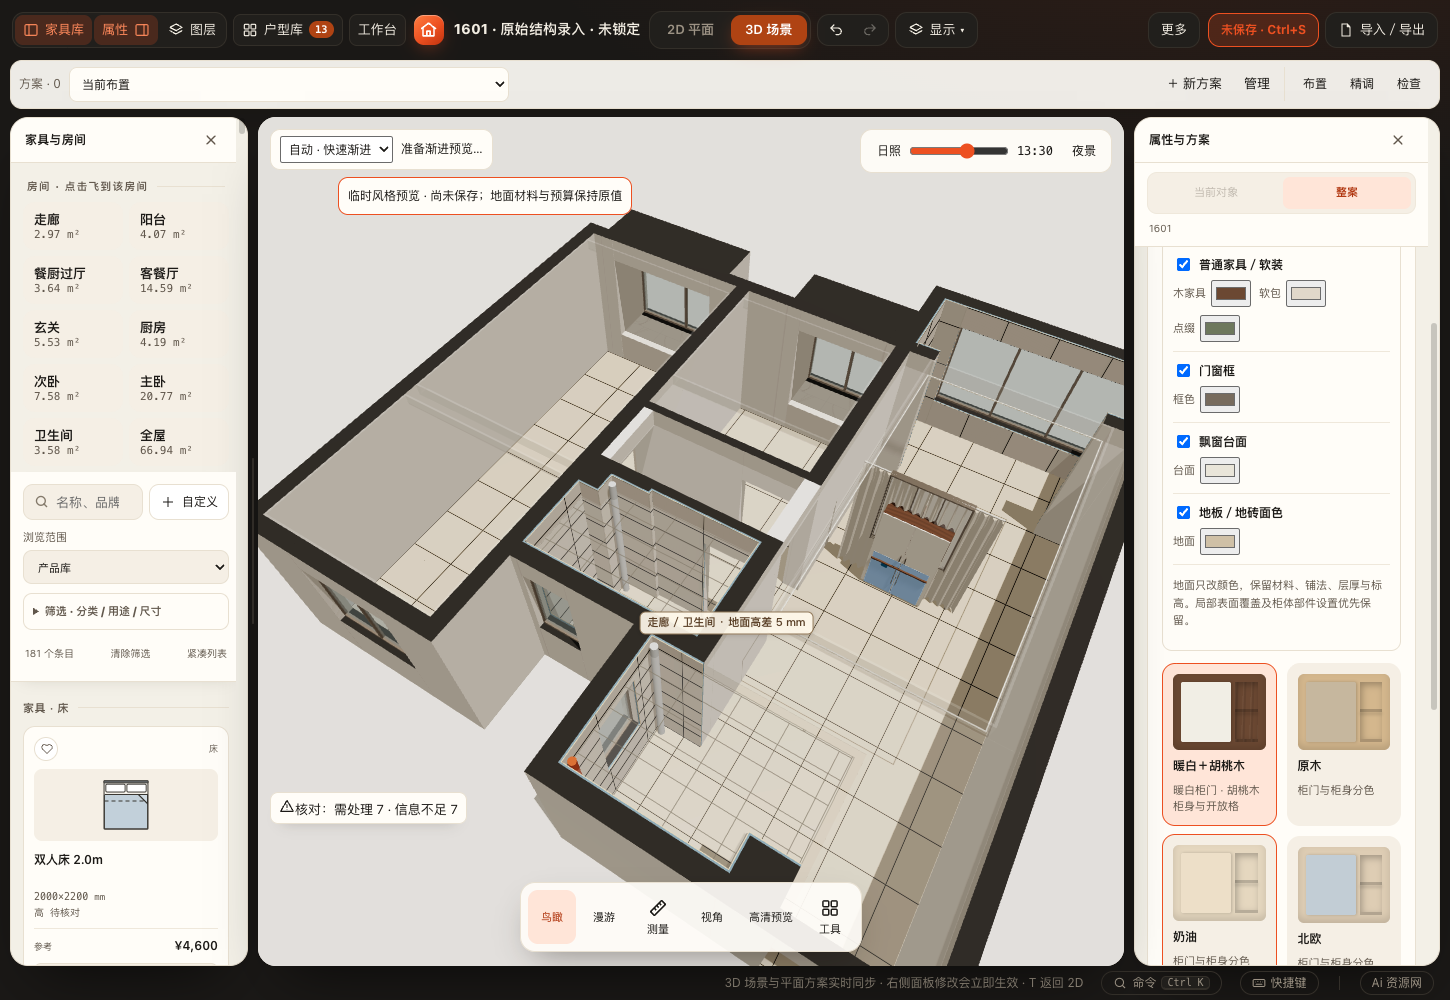 家具库 属性 图层 户型库 13 工作台 1601 · 原始结构录入 · 未锁定 2D 平面 3D 场景 显示 ▾ 更多 未保存 · Ctrl+S 导入 / 导出
方案 · 0 当前布置 + 新方案 管理 布置 精调 检查
家具与房间
房间 · 点击飞到该房间
走廊 阳台
2.97 m² 4.07 m²
餐厨过厅 客餐厅
3.64 m² 14.59 m²
玄关 厨房
5.53 m² 4.19 m²
次卧 主卧
7.58 m² 20.77 m²
卫生间 全屋
3.58 m² 66.94 m²
名称、品牌 + 自定义
浏览范围
产品库
筛选 · 分类 / 用途 / 尺寸
181 个条目 清除筛选 紧凑列表
家具 · 床
床
双人床 2.0m
2000×2200 mm
高 待核对
参考 ¥4,600
自动 · 快速渐进 准备渐进预览…
日照 13:30 夜景
临时风格预览 · 尚未保存；地面材料与预算保持原值
走廊 / 卫生间 · 地面高差 5 mm
核对：需处理 7 · 信息不足 7
鸟瞰 漫游 测量 视角 高清预览 工具
属性与方案
当前对象 整案
1601
普通家具 / 软装
木家具 软包
点缀
门窗框
框色
飘窗台面
台面
地板 / 地砖面色
地面
地面只改颜色，保留材料、铺法、层厚与标
高。局部表面覆盖及柜体部件设置优先保
留。
暖白＋胡桃木 原木
暖白柜门 · 胡桃木
柜身与开放格
柜门与柜身分色
奶油 北欧
柜门与柜身分色 柜门与柜身分色
3D 场景与平面方案实时同步 · 右侧面板修改会立即生效 · T 返回 2D 命令 Ctrl K 快捷键 Ai 资源网